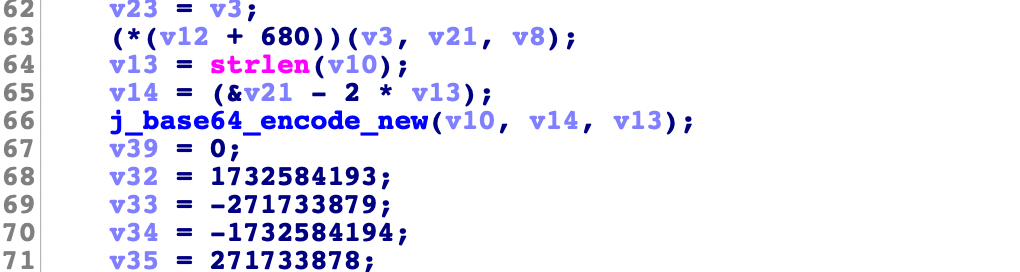 62 v23 = v3;
63 (*(v12 + 680))(v3, v21, v8);
64 v13 = strlen(v10);
65 v14 = (&v21 - 2 * v13);
66 j_base64_encode_new(v10, v14, v13);
67 v39 = 0;
68 v32 = 1732584193;
69 v33 = -271733879;
70 v34 = -1732584194;
71 v35 = 271733878;